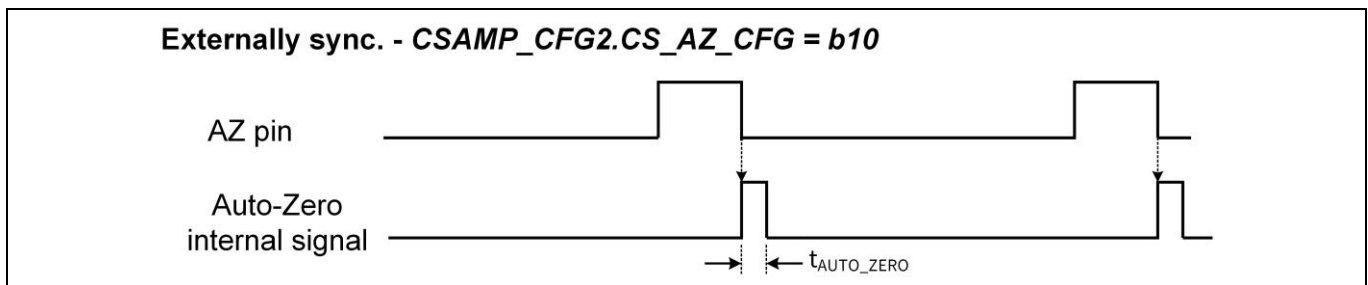 Externally sync. - CSAMP_CFG2.CS_AZ_CFG = b10
AZ pin
Auto-Zero
internal signal
tAUTO_ZERO